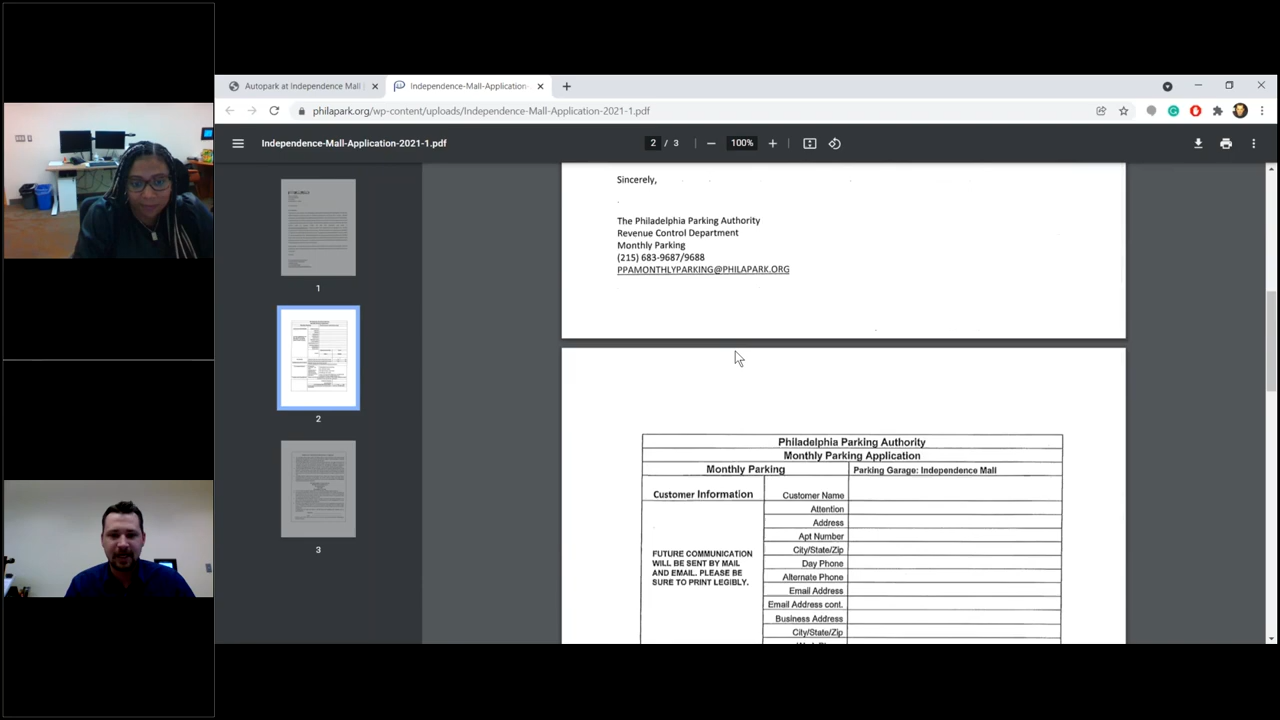 Autopark at Independence Mall
Independence-Mall-Application-
philapark.org/wp-content/uploads/Independence-Mall-Application-2021-1.pdf
Independence-Mall-Application-2021-1.pdf
2 / 3
100%
1
2
3
Sincerely,
The Philadelphia Parking Authority
Revenue Control Department
Monthly Parking
(215) 683-9687/9688
PPAMONTHLYPARKING@PHILAPARK.ORG
Philadelphia Parking Authority
Monthly Parking Application
Monthly Parking
Parking Garage: Independence Mall
Customer Information
Customer Name
Attention
Address
Apt Number
City/State/Zip
FUTURE COMMUNICATION
WILL BE SENT BY MAIL
AND EMAIL. PLEASE BE
SURE TO PRINT LEGIBLY.
Day Phone
Alternate Phone
Email Address
Email Address cont.
Business Address
City/State/Zip